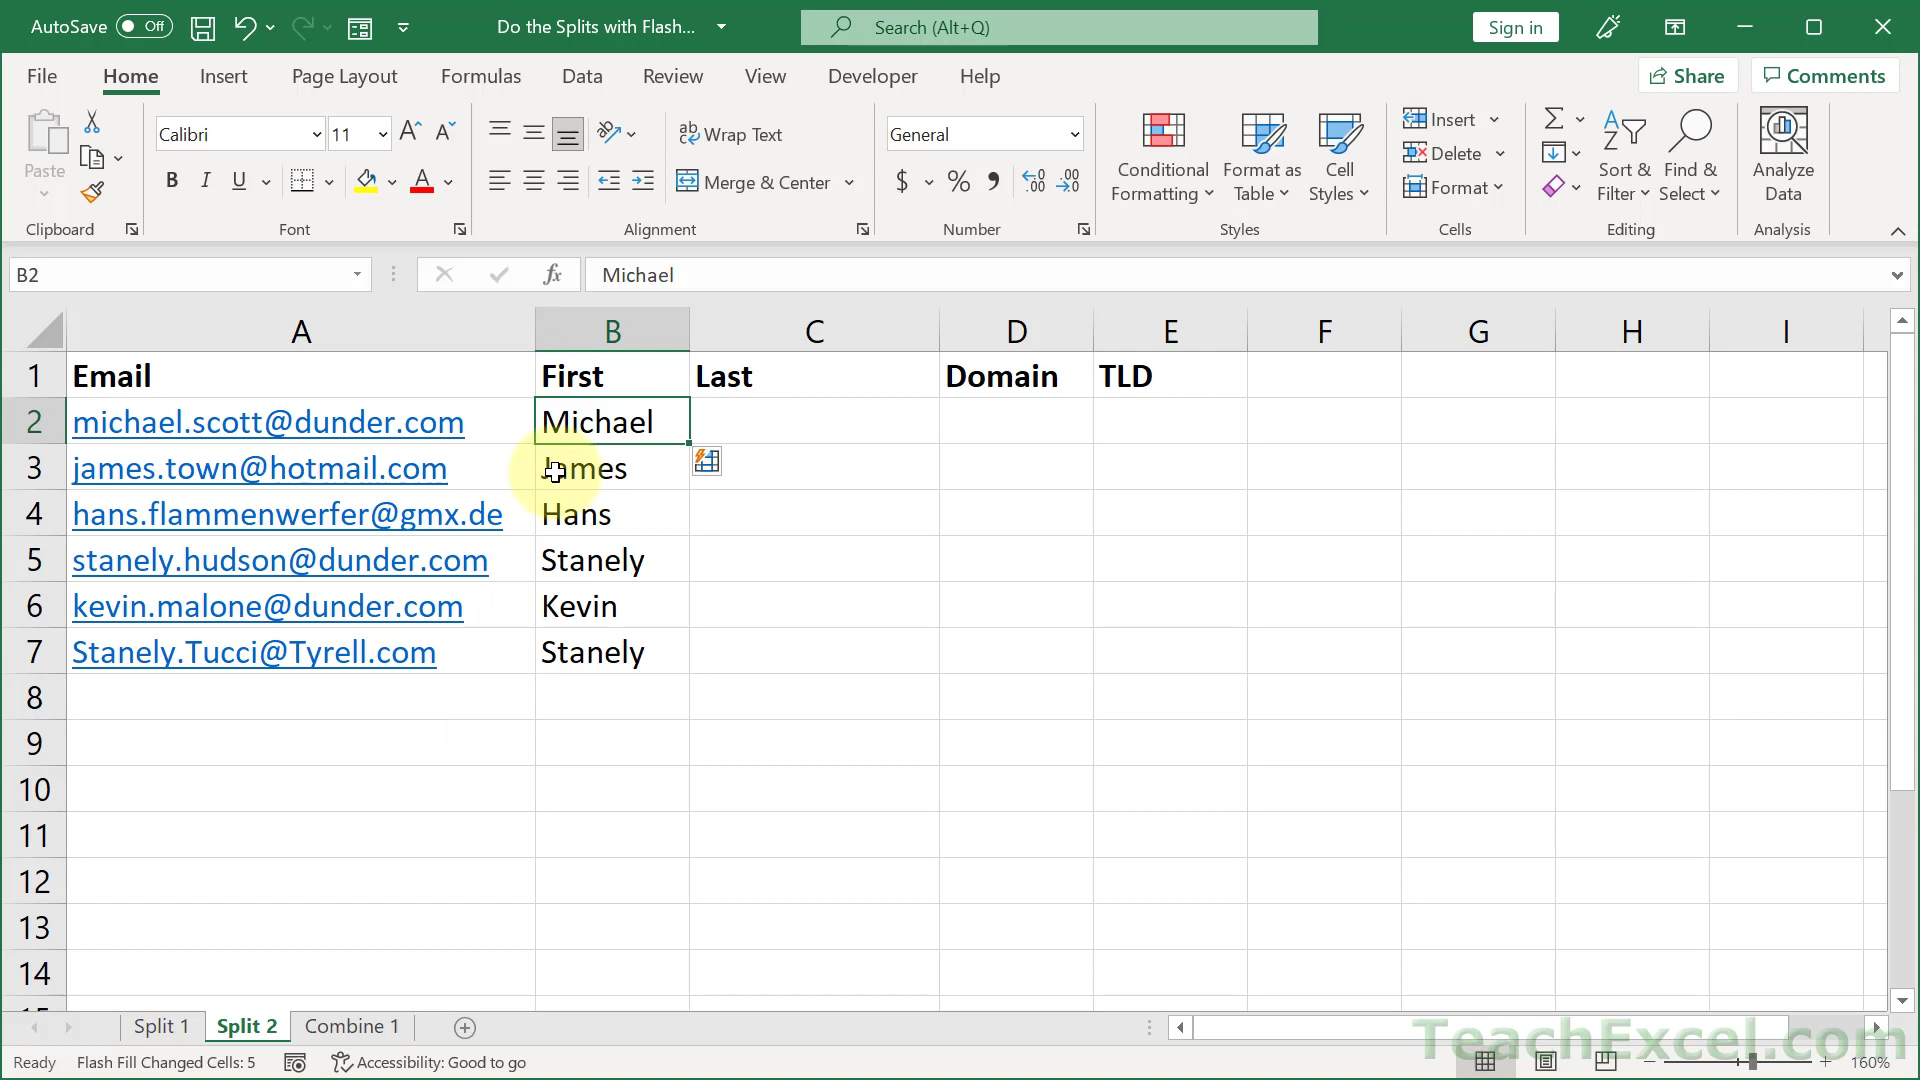 AutoSave Off Do the Splits with Flash... Search (Alt+Q) Sign in
File Home Insert Page Layout Formulas Data Review View Developer Help Share Comments
Paste Calibri 11 Wrap Text General Conditional Formatting Format as Table Cell Styles Insert Sort & Filter Find & Select Analyze Data
B I U Merge & Center $ % Delete
Format
Clipboard Font Alignment Number Styles Cells Editing Analysis
B2 fx Michael
A B C D E F G H I
1 Email First Last Domain TLD
2 michael.scott@dunder.com Michael
3 james.town@hotmail.com James
4 hans.flammenwerfer@gmx.de Hans
5 stanely.hudson@dunder.com Stanely
6 kevin.malone@dunder.com Kevin
7 Stanely.Tucci@Tyrell.com Stanely
8
9
10
11
12
13
14
15
Split 1 Split 2 Combine 1
TeachExcel.com
Ready Flash Fill Changed Cells: 5 Accessibility: Good to go 160%